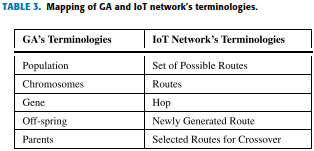 TABLE 3. Mapping of GA and IoT network's terminologies.
GA's Terminologies IoT Network's Terminologies
Population Set of Possible Routes
Chromosomes Routes
Gene Hop
Off-spring Newly Generated Route
Parents Selected Routes for Crossover